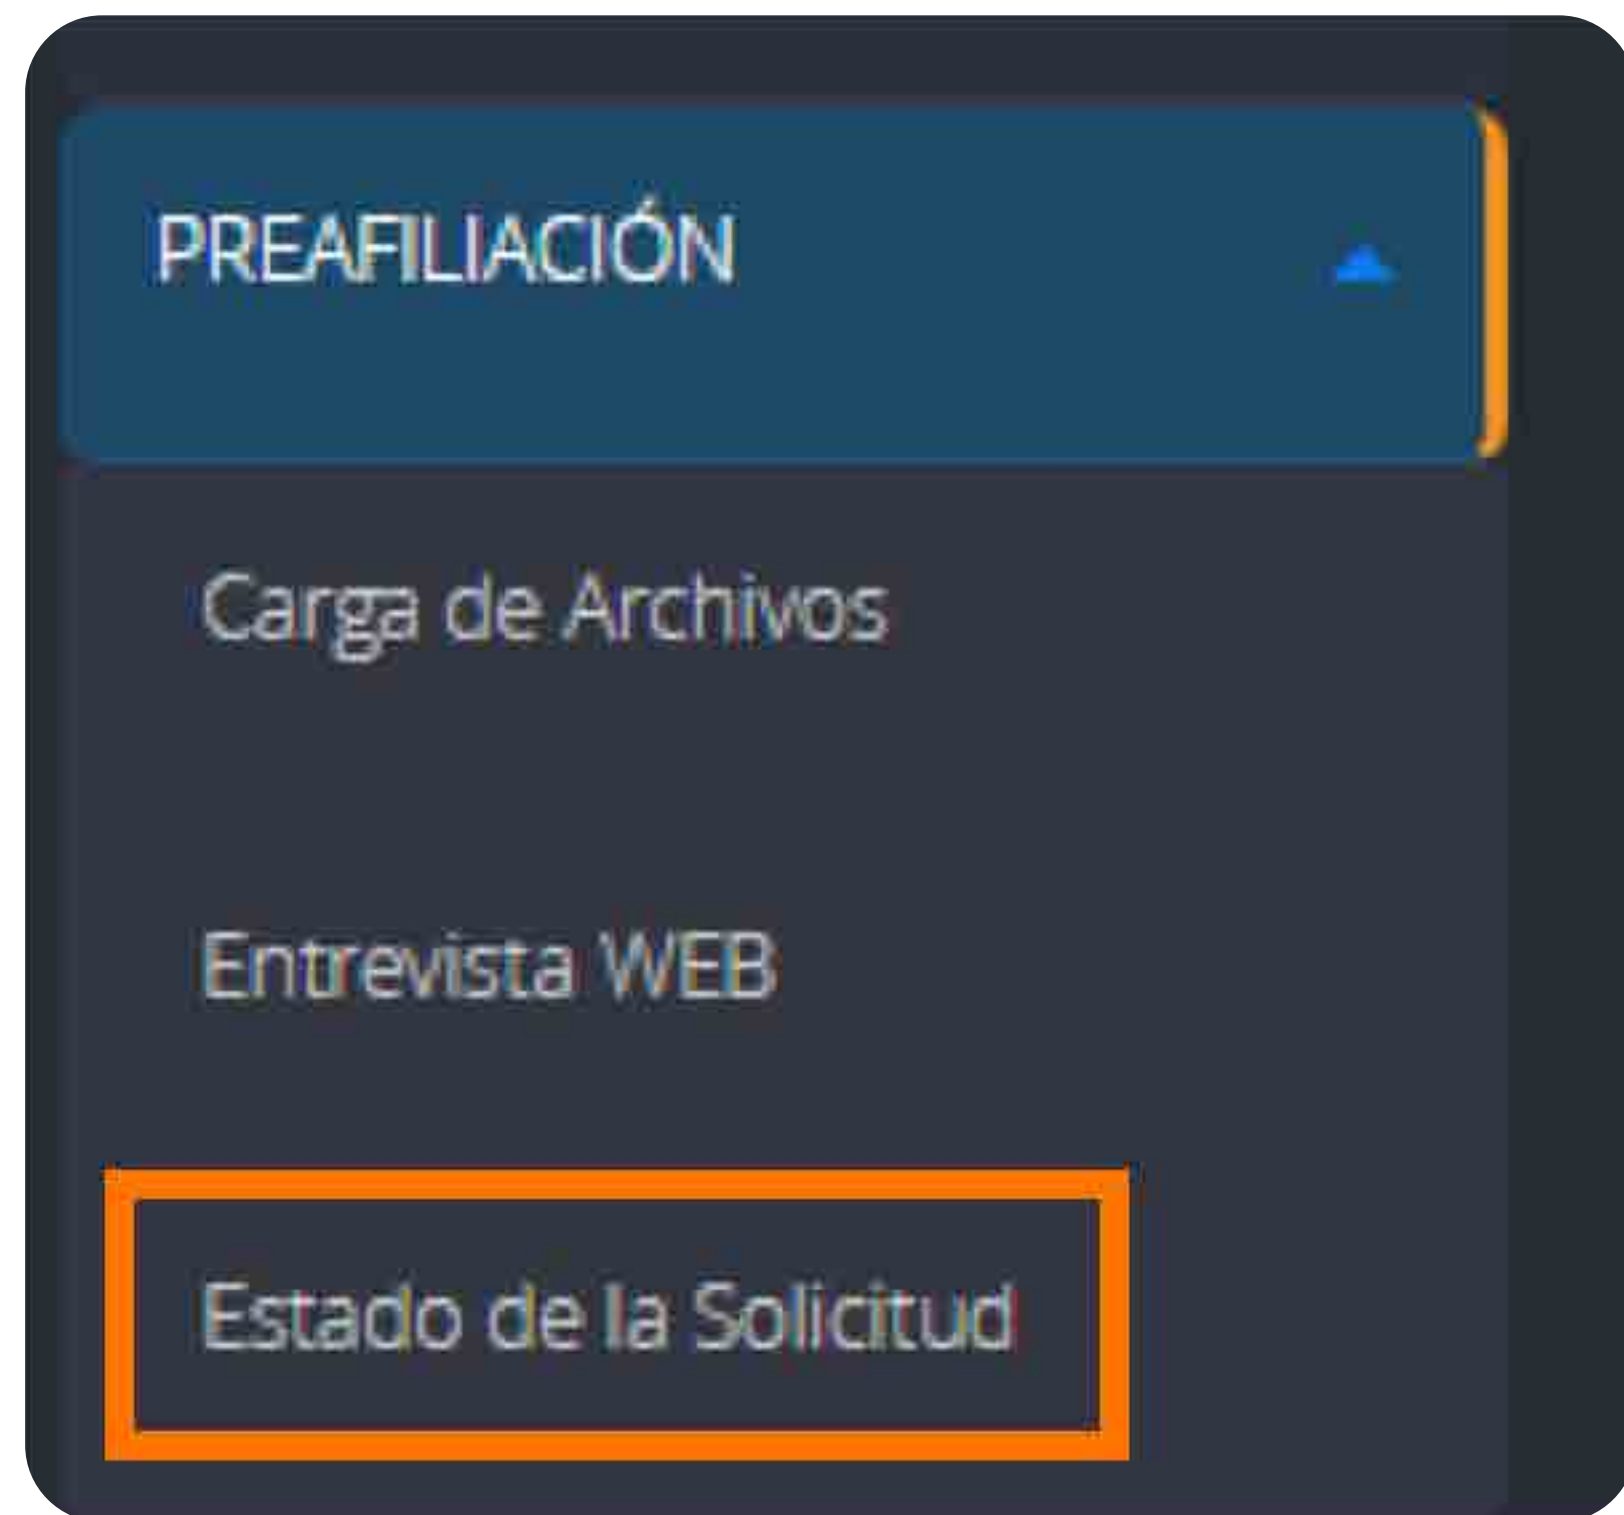 PREAFILIACIÓN
Carga de Archivos
Entrevista WEB
Estado de la Solicitud